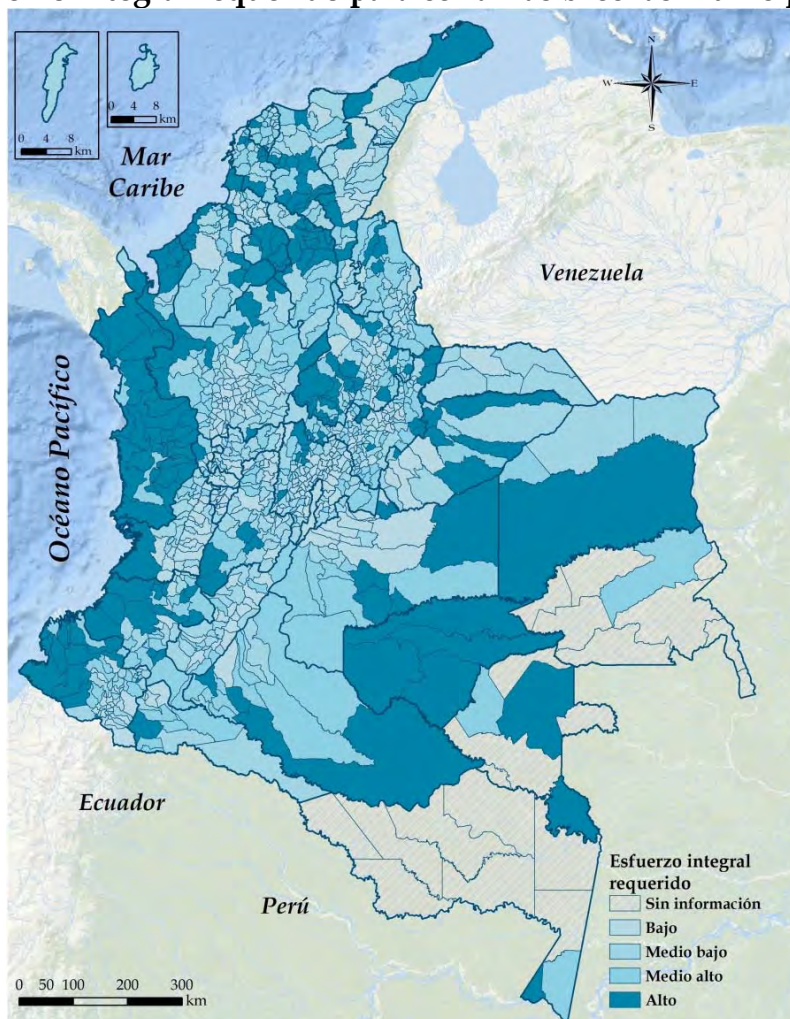 N
W E
S
0 4 8
km
0 4 8
km
Mar
Caribe
Venezuela
Océano Pacífico
Ecuador
Perú
Esfuerzo integral
requerido
Sin información
Bajo
Medio bajo
Medio alto
Alto
0 50 100 200 300
km